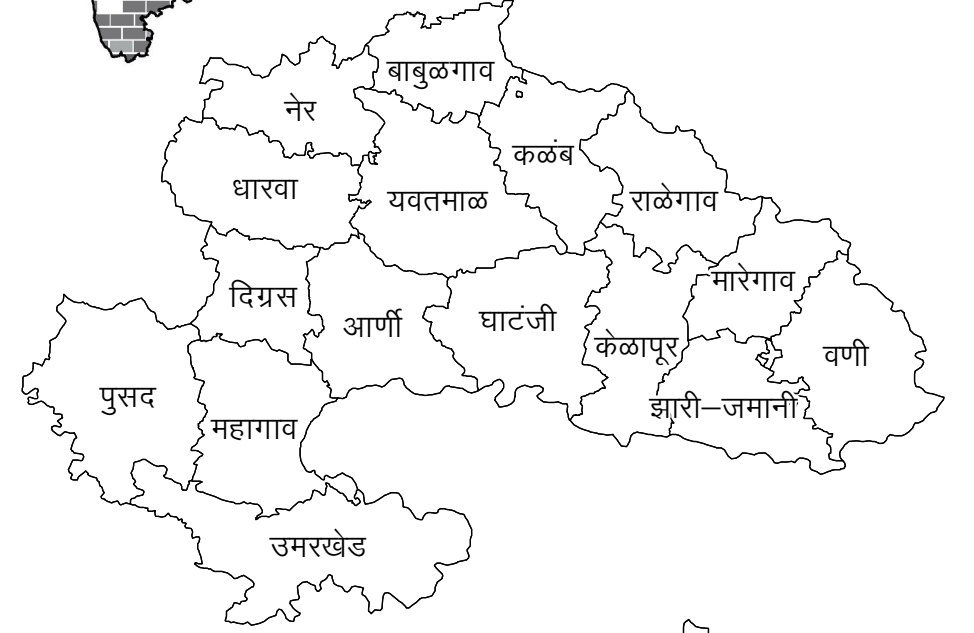 बाबुळगाव
नेर
कळंब
धारवा
यवतमाळ
राळेगाव
मारेगाव
दिग्रस
आर्णी
घाटंजी
केळापूर
वणी
पुसद
झारी–जमानी
महागाव
उमरखेड